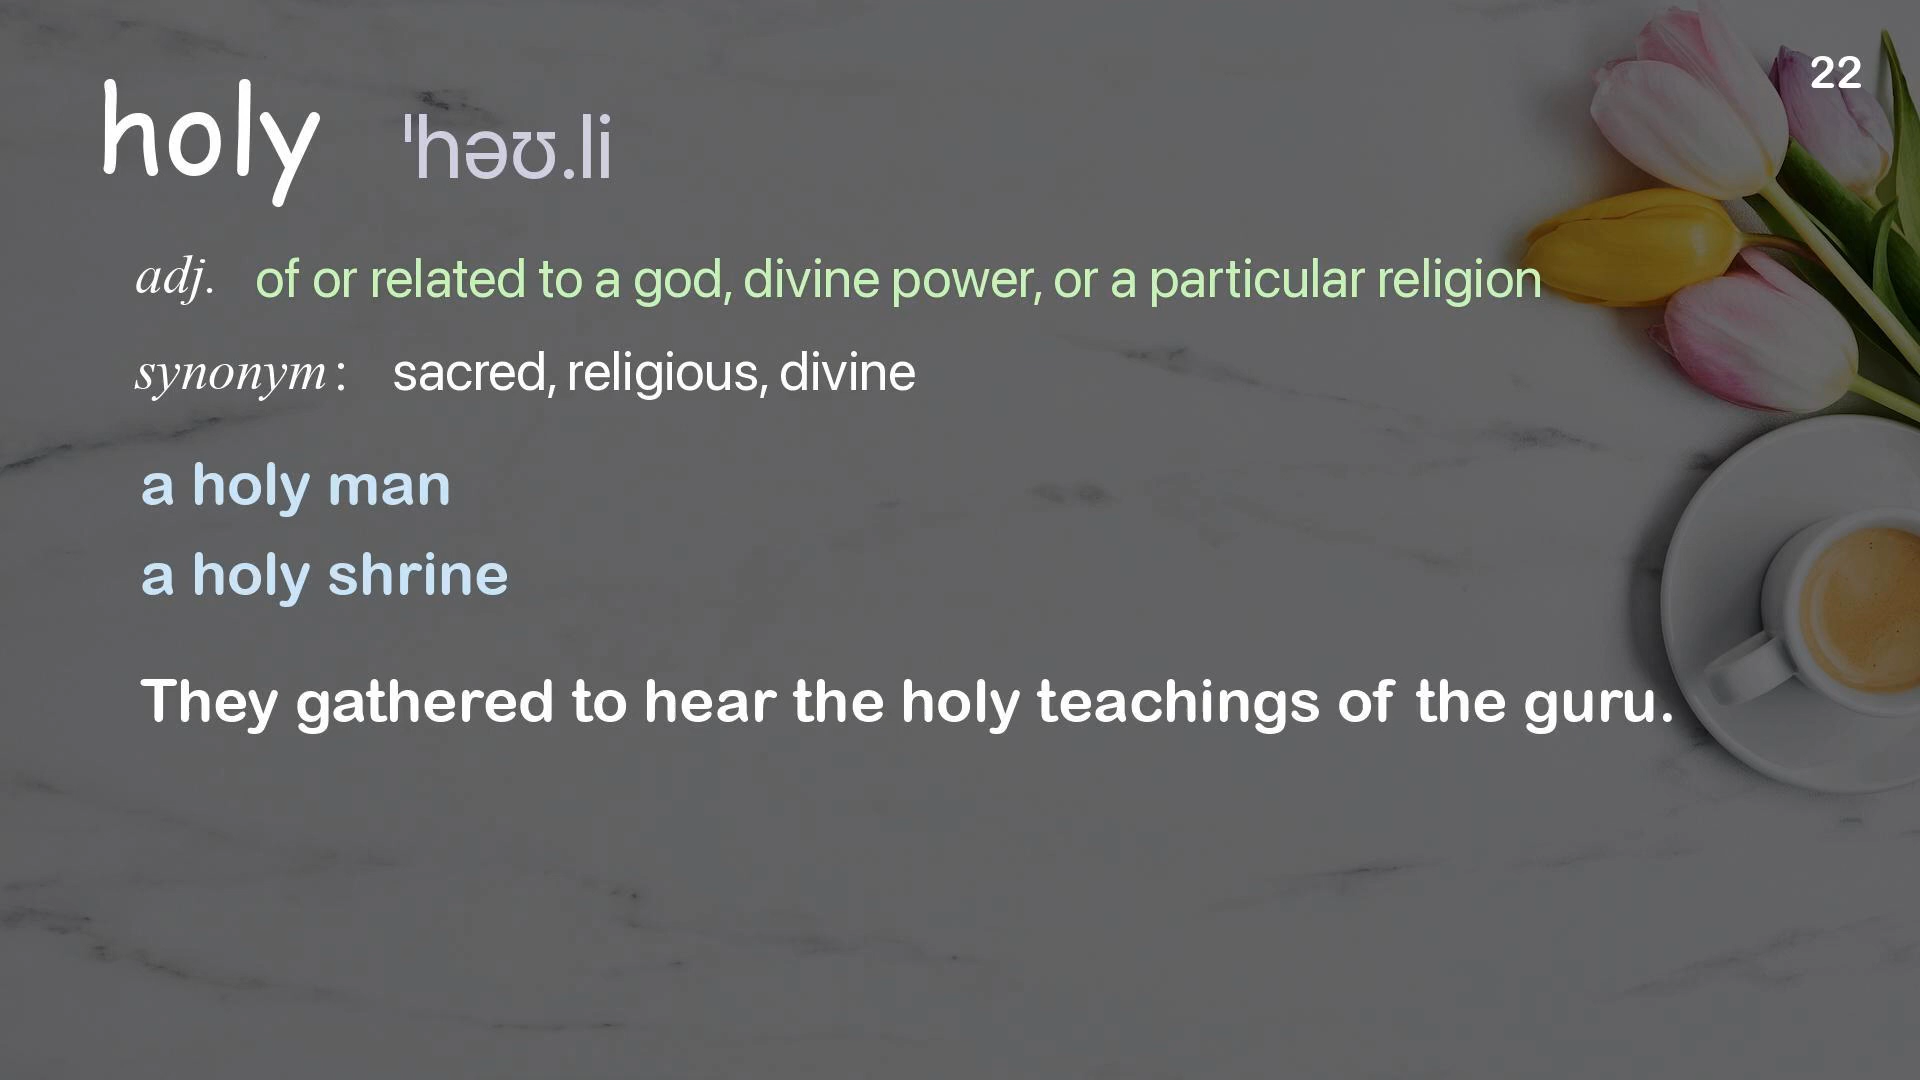 22
holy ˈhəʊ.li
adj. of or related to a god, divine power, or a particular religion
synonym: sacred, religious, divine
a holy man
a holy shrine
They gathered to hear the holy teachings of the guru.